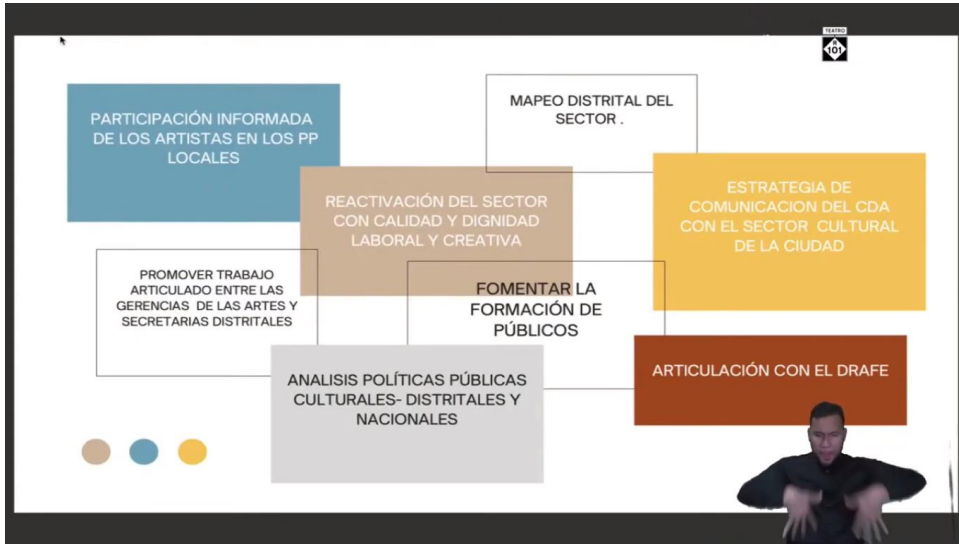 TEATRO
R
101
PARTICIPACIÓN INFORMADA
DE LOS ARTISTAS EN LOS PP
LOCALES
MAPEO DISTRITAL DEL
SECTOR .
REACTIVACIÓN DEL SECTOR
CON CALIDAD Y DIGNIDAD
LABORAL Y CREATIVA
ESTRATEGIA DE
COMUNICACION DEL CDA
CON EL SECTOR CULTURAL
DE LA CIUDAD
PROMOVER TRABAJO
ARTICULADO ENTRE LAS
GERENCIAS DE LAS ARTES Y
SECRETARIAS DISTRITALES
FOMENTAR LA
FORMACIÓN DE
PÚBLICOS
ANALISIS POLÍTICAS PÚBLICAS
CULTURALES- DISTRITALES Y
NACIONALES
ARTICULACIÓN CON EL DRAFE